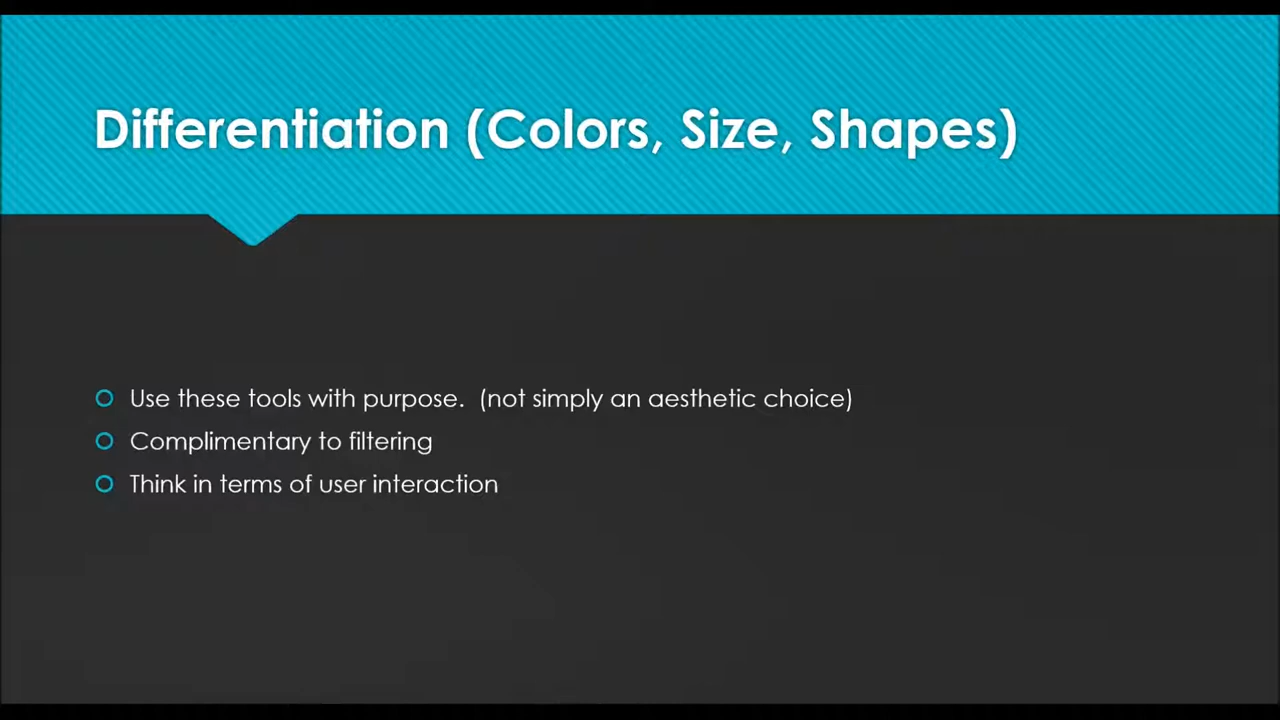 Differentiation (Colors, Size, Shapes)
Use these tools with purpose.  (not simply an aesthetic choice)
Complimentary to filtering
Think in terms of user interaction